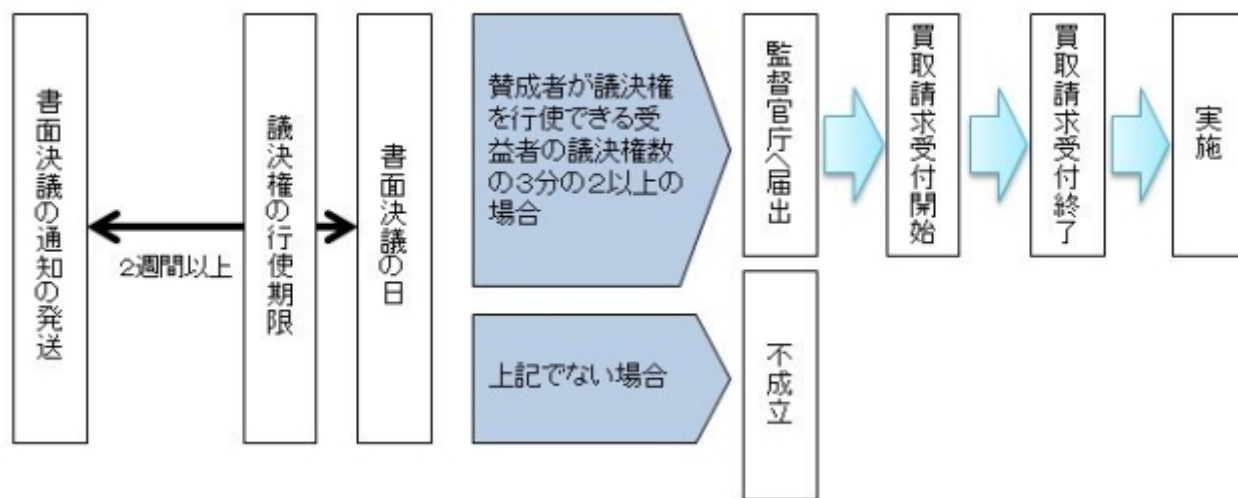 書面決議の通知の発送
2週間以上
議決権の行使期限
書面決議の日
賛成者が議決権
を行使できる受
益者の議決権数
の3分の2以上の
場合
監督官庁へ届出
買取請求受付開始
買取請求受付終了
実施
上記でない場合
不成立